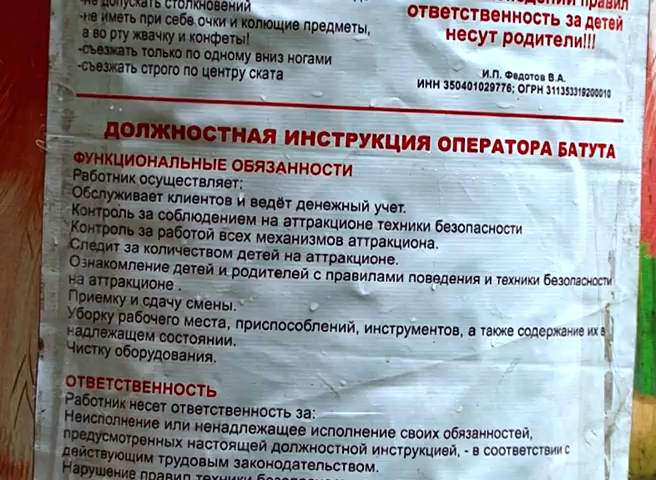 -не допускать столкновений
-не иметь при себе очки и колющие предметы,
а во рту жвачку и конфеты!
-съезжать только по одному вниз ногами
-съезжать строго по центру ската
правил
ответственность за детей
несут родители!!!
И.П. Федотов В.А.
ИНН 350401029776; ОГРН 311353319200010
ДОЛЖНОСТНАЯ ИНСТРУКЦИЯ ОПЕРАТОРА БАТУТА
ФУНКЦИОНАЛЬНЫЕ ОБЯЗАННОСТИ
Работник осуществляет:
Обслуживает клиентов и ведёт денежный учет.
Контроль за соблюдением на аттракционе техники безопасности
Контроль за работой всех механизмов аттракциона.
Следит за количеством детей на аттракционе.
Ознакомление детей и родителей с правилами поведения и техники безопасности
на аттракционе .
Приемку и сдачу смены.
Уборку рабочего места, приспособлений, инструментов, а также содержание их в
надлежащем состоянии.
Чистку оборудования.
ОТВЕТСТВЕННОСТЬ
Работник несет ответственность за:
Неисполнение или ненадлежащее исполнение своих обязанностей,
предусмотренных настоящей должностной инструкцией, - в соответствии с
действующим трудовым законодательством.
Нарушение правил техники